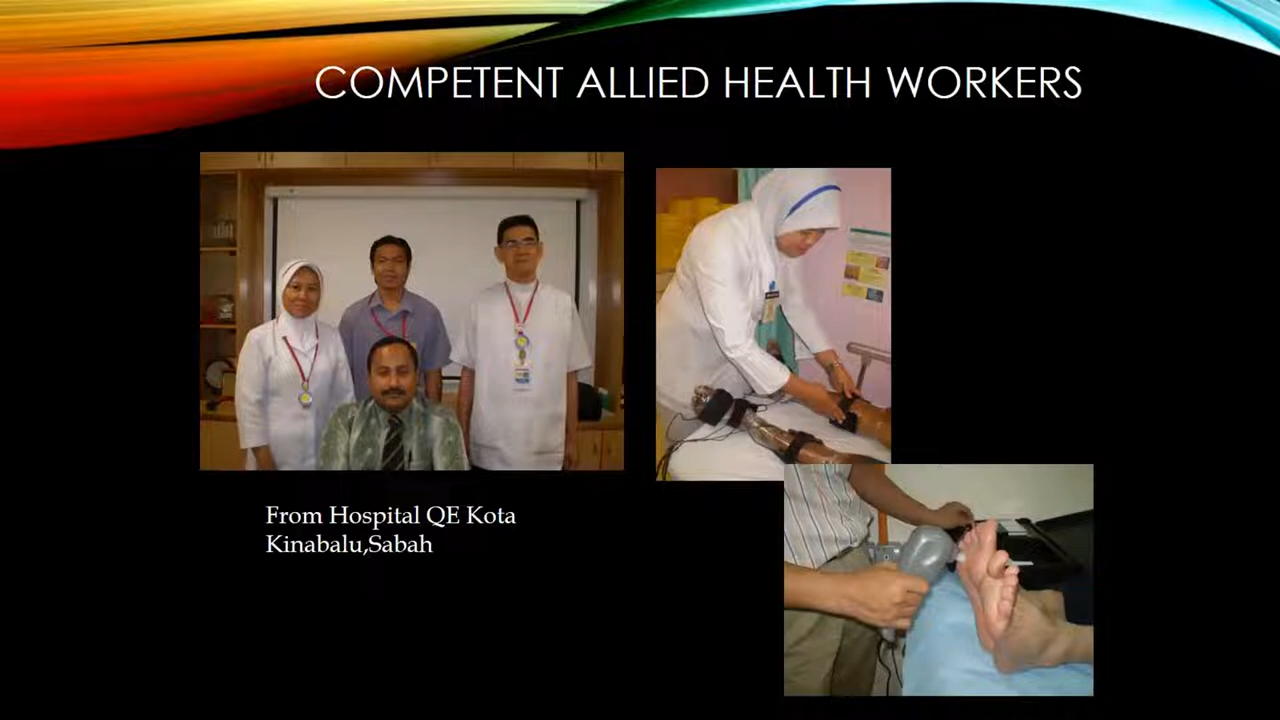 COMPETENT ALLIED HEALTH WORKERS
From Hospital QE Kota
Kinabalu,Sabah